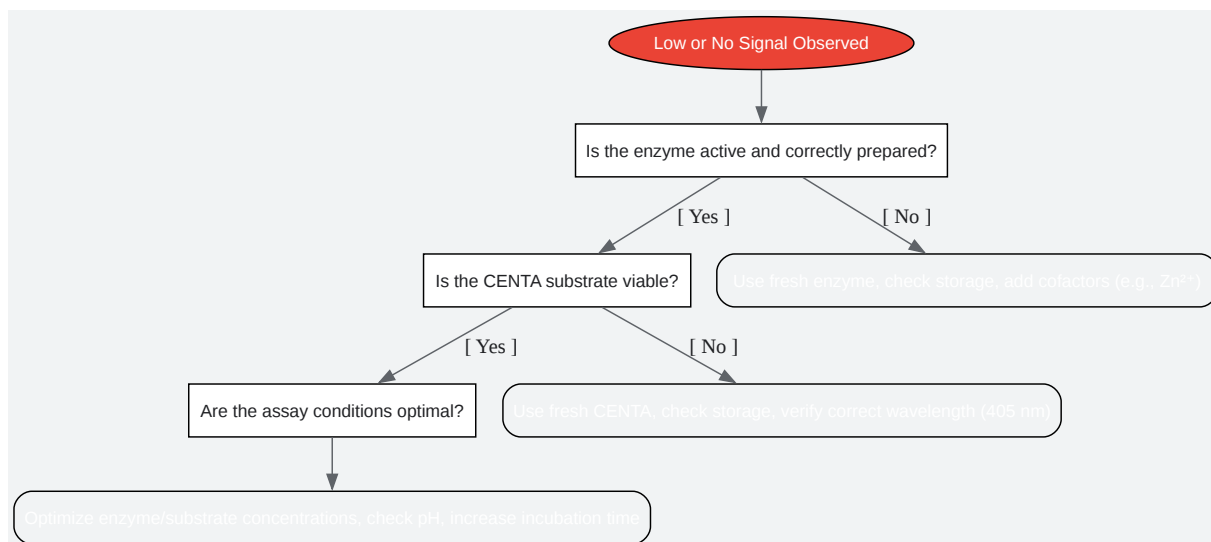 Low or No Signal Observed
Is the enzyme active and correctly prepared?
[ Yes ]
[ No ]
Is the CENTA substrate viable?
Use fresh enzyme, check storage, add cofactors (e.g., Zn²⁺)
[ Yes ]
[ No ]
Are the assay conditions optimal?
Use fresh CENTA, check storage, verify correct wavelength (405 nm)
Optimize enzyme/substrate concentrations, check pH, increase incubation time